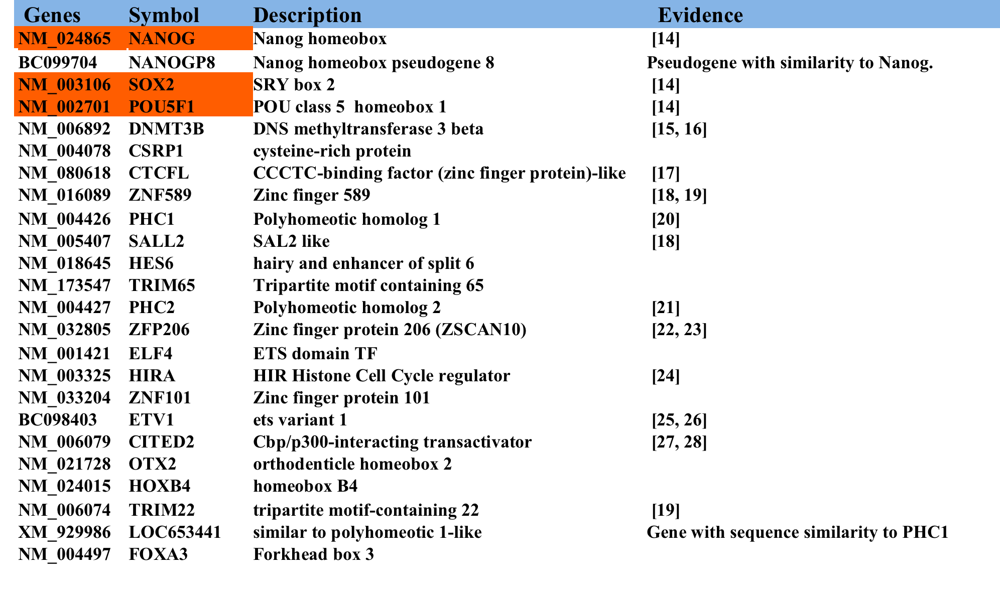 Genes Symbol Description Evidence
NM_024865 NANOG Nanog homeobox [14]
BC099704 NANOGP8 Nanog homeobox pseudogene 8 Pseudogene with similarity to Nanog.
NM_003106 SOX2 SRY box 2 [14]
NM_002701 POU5F1 POU class 5 homeobox 1 [14]
NM_006892 DNMT3B DNS methyltransferase 3 beta [15, 16]
NM_004078 CSRP1 cysteine-rich protein
NM_080618 CTCFL CCCTC-binding factor (zinc finger protein)-like [17]
NM_016089 ZNF589 Zinc finger 589 [18, 19]
NM_004426 PHC1 Polyhomeotic homolog 1 [20]
NM_005407 SALL2 SAL2 like [18]
NM_018645 HES6 hairy and enhancer of split 6
NM_173547 TRIM65 Tripartite motif containing 65
NM_004427 PHC2 Polyhomeotic homolog 2 [21]
NM_032805 ZFP206 Zinc finger protein 206 (ZSCAN10) [22, 23]
NM_001421 ELF4 ETS domain TF
NM_003325 HIRA HIR Histone Cell Cycle regulator [24]
NM_033204 ZNF101 Zinc finger protein 101
BC098403 ETV1 ets variant 1 [25, 26]
NM_006079 CITED2 Cbp/p300-interacting transactivator [27, 28]
NM_021728 OTX2 orthodenticle homeobox 2
NM_024015 HOXB4 homeobox B4
NM_006074 TRIM22 tripartite motif-containing 22 [19]
XM_929986 LOC653441 similar to polyhomeotic 1-like Gene with sequence similarity to PHC1
NM_004497 FOXA3 Forkhead box 3